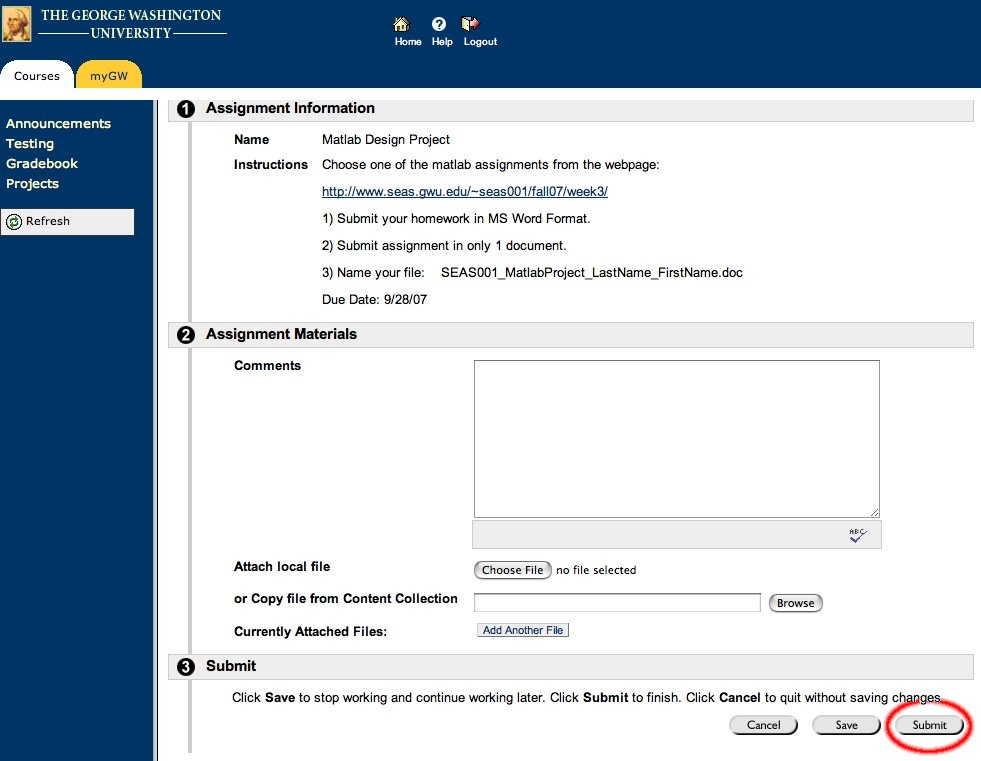 THE GEORGE WASHINGTON
UNIVERSITY
Home Help Logout
Courses myGW
Announcements
Testing
Gradebook
Projects
Refresh
1 Assignment Information
Name Matlab Design Project
Instructions Choose one of the matlab assignments from the webpage:
http://www.seas.gwu.edu/~seas001/fall07/week3/
1) Submit your homework in MS Word Format.
2) Submit assignment in only 1 document.
3) Name your file: SEAS001_MatlabProject_LastName_FirstName.doc
Due Date: 9/28/07
2 Assignment Materials
Comments
ABC
Attach local file Choose File no file selected
or Copy file from Content Collection Browse
Currently Attached Files: Add Another File
3 Submit
Click Save to stop working and continue working later. Click Submit to finish. Click Cancel to quit without saving changes.
Cancel Save Submit